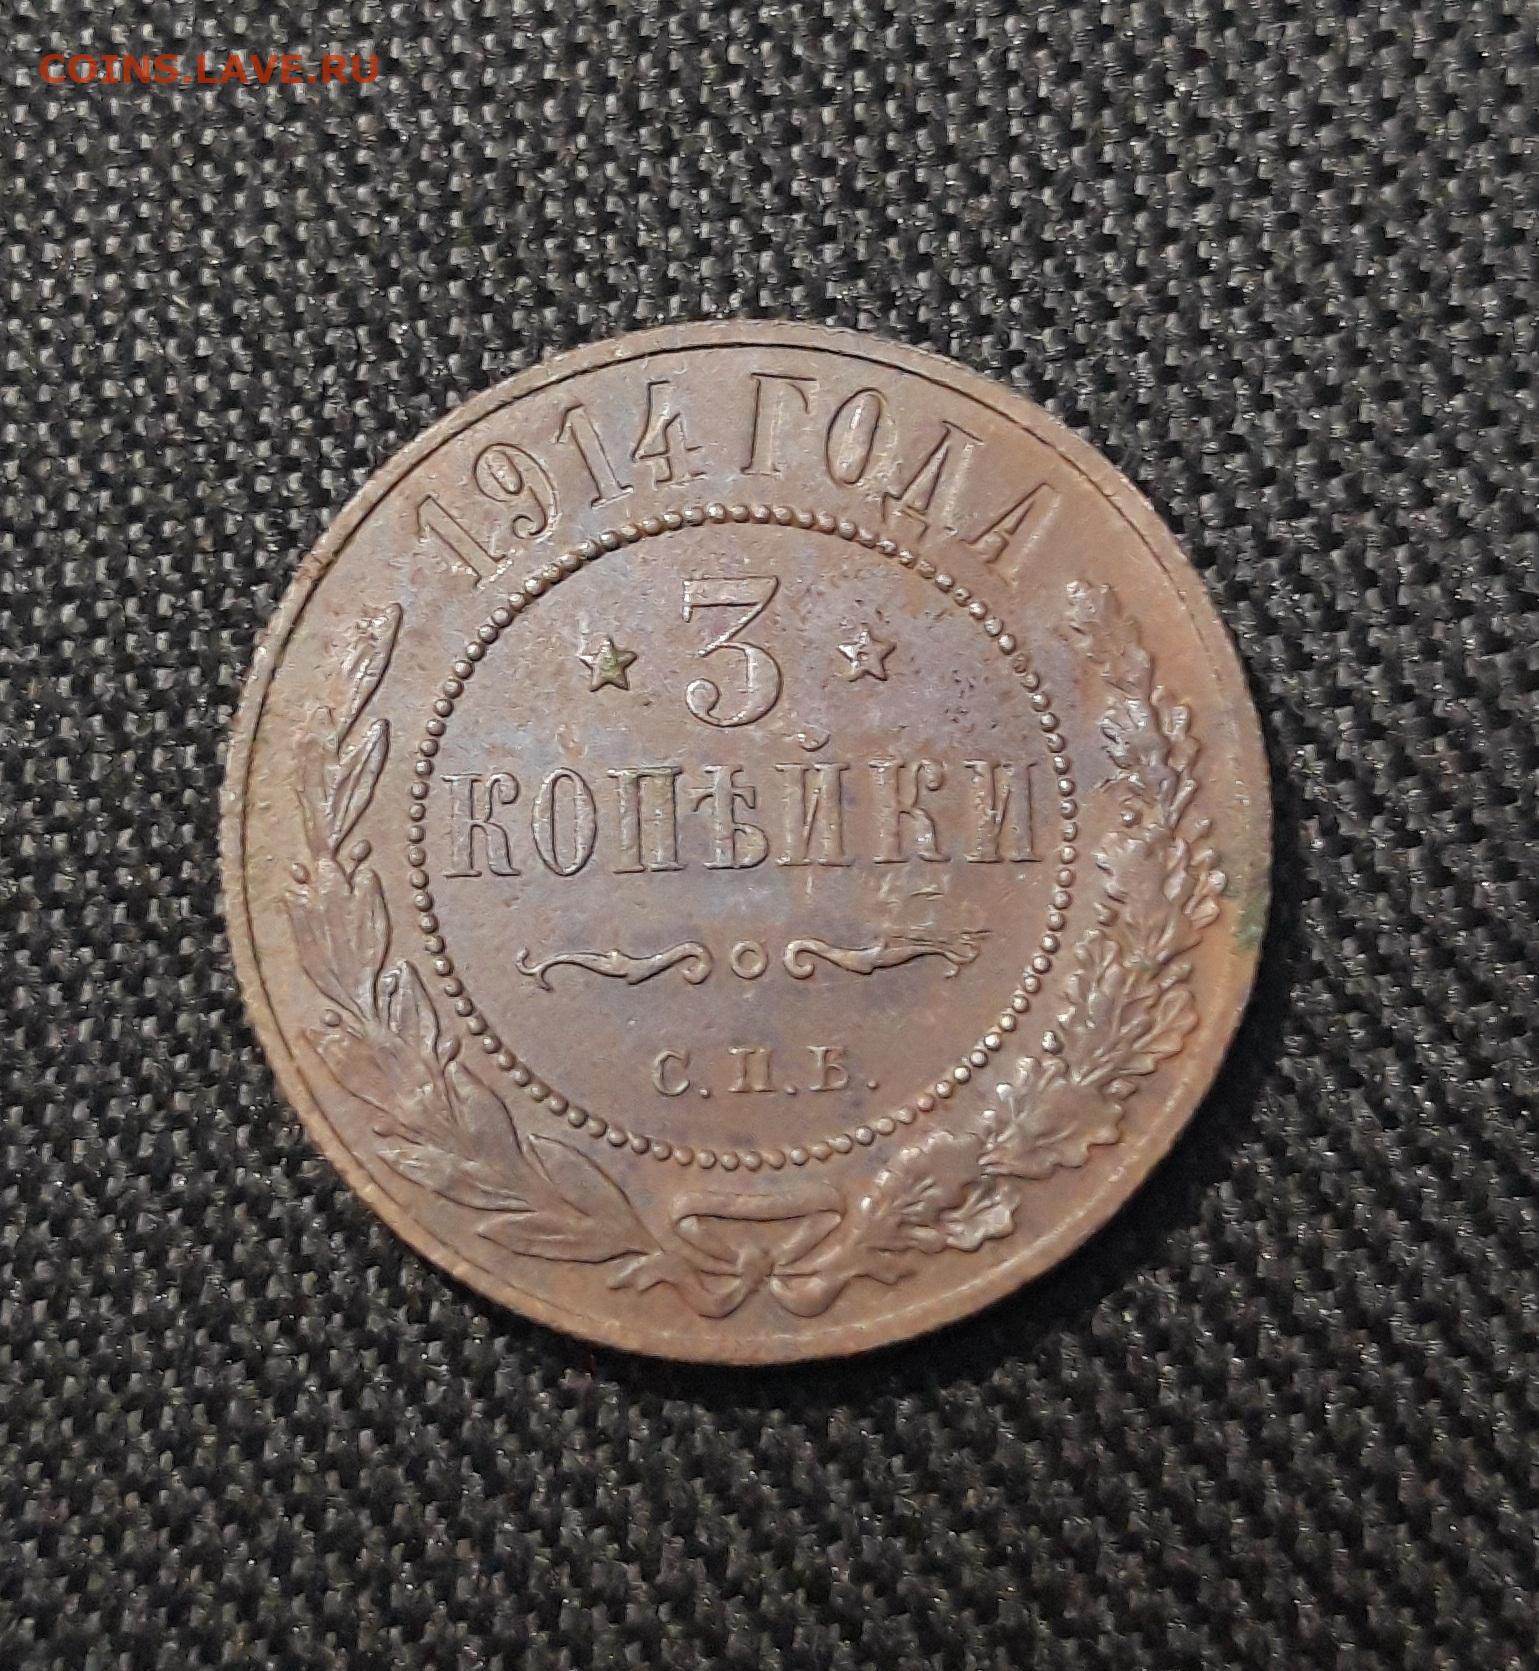 COINS.LAVE.RU
1914 ГОДА
3
КОПѢЙКИ
С.П.Б.